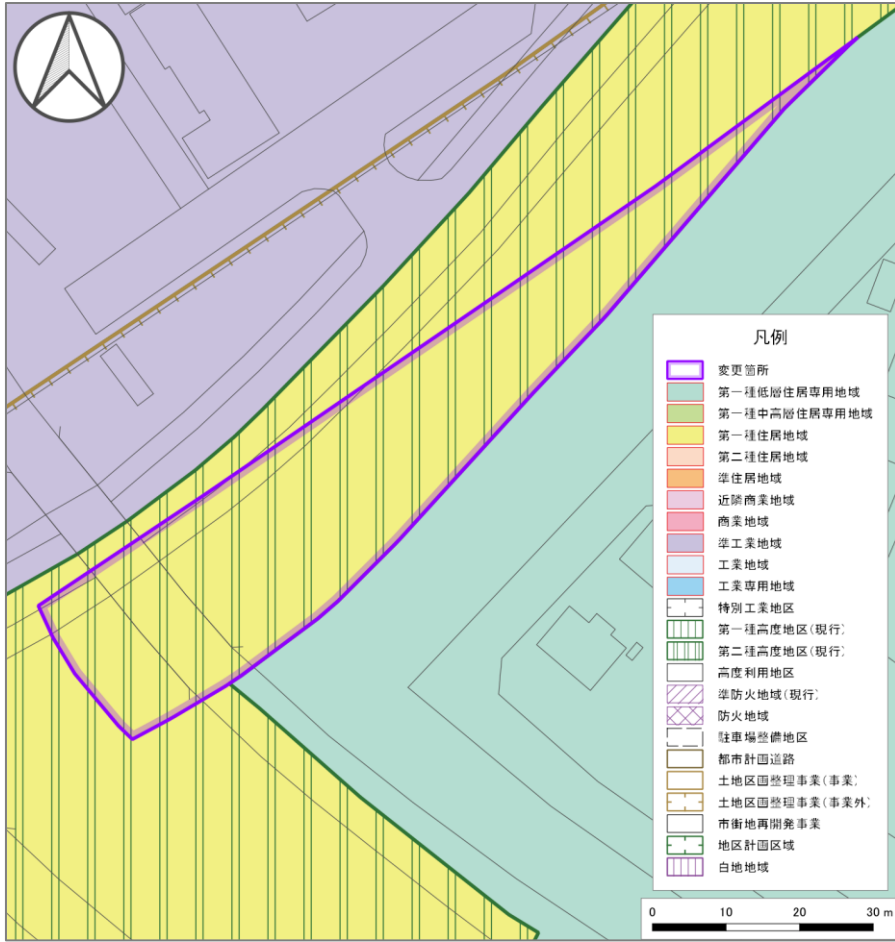 凡例
変更箇所
第一種低層住居専用地域
第一種中高層住居専用地域
第一種住居地域
第二種住居地域
準住居地域
近隣商業地域
商業地域
準工業地域
工業地域
工業専用地域
特別工業地区
第一種高度地区(現行)
第二種高度地区(現行)
高度利用地区
準防火地域(現行)
防火地域
駐車場整備地区
都市計画道路
土地区画整理事業(事業)
土地区画整理事業(事業外)
市街地再開発事業
地区計画区域
白地地域
0 10 20 30 m